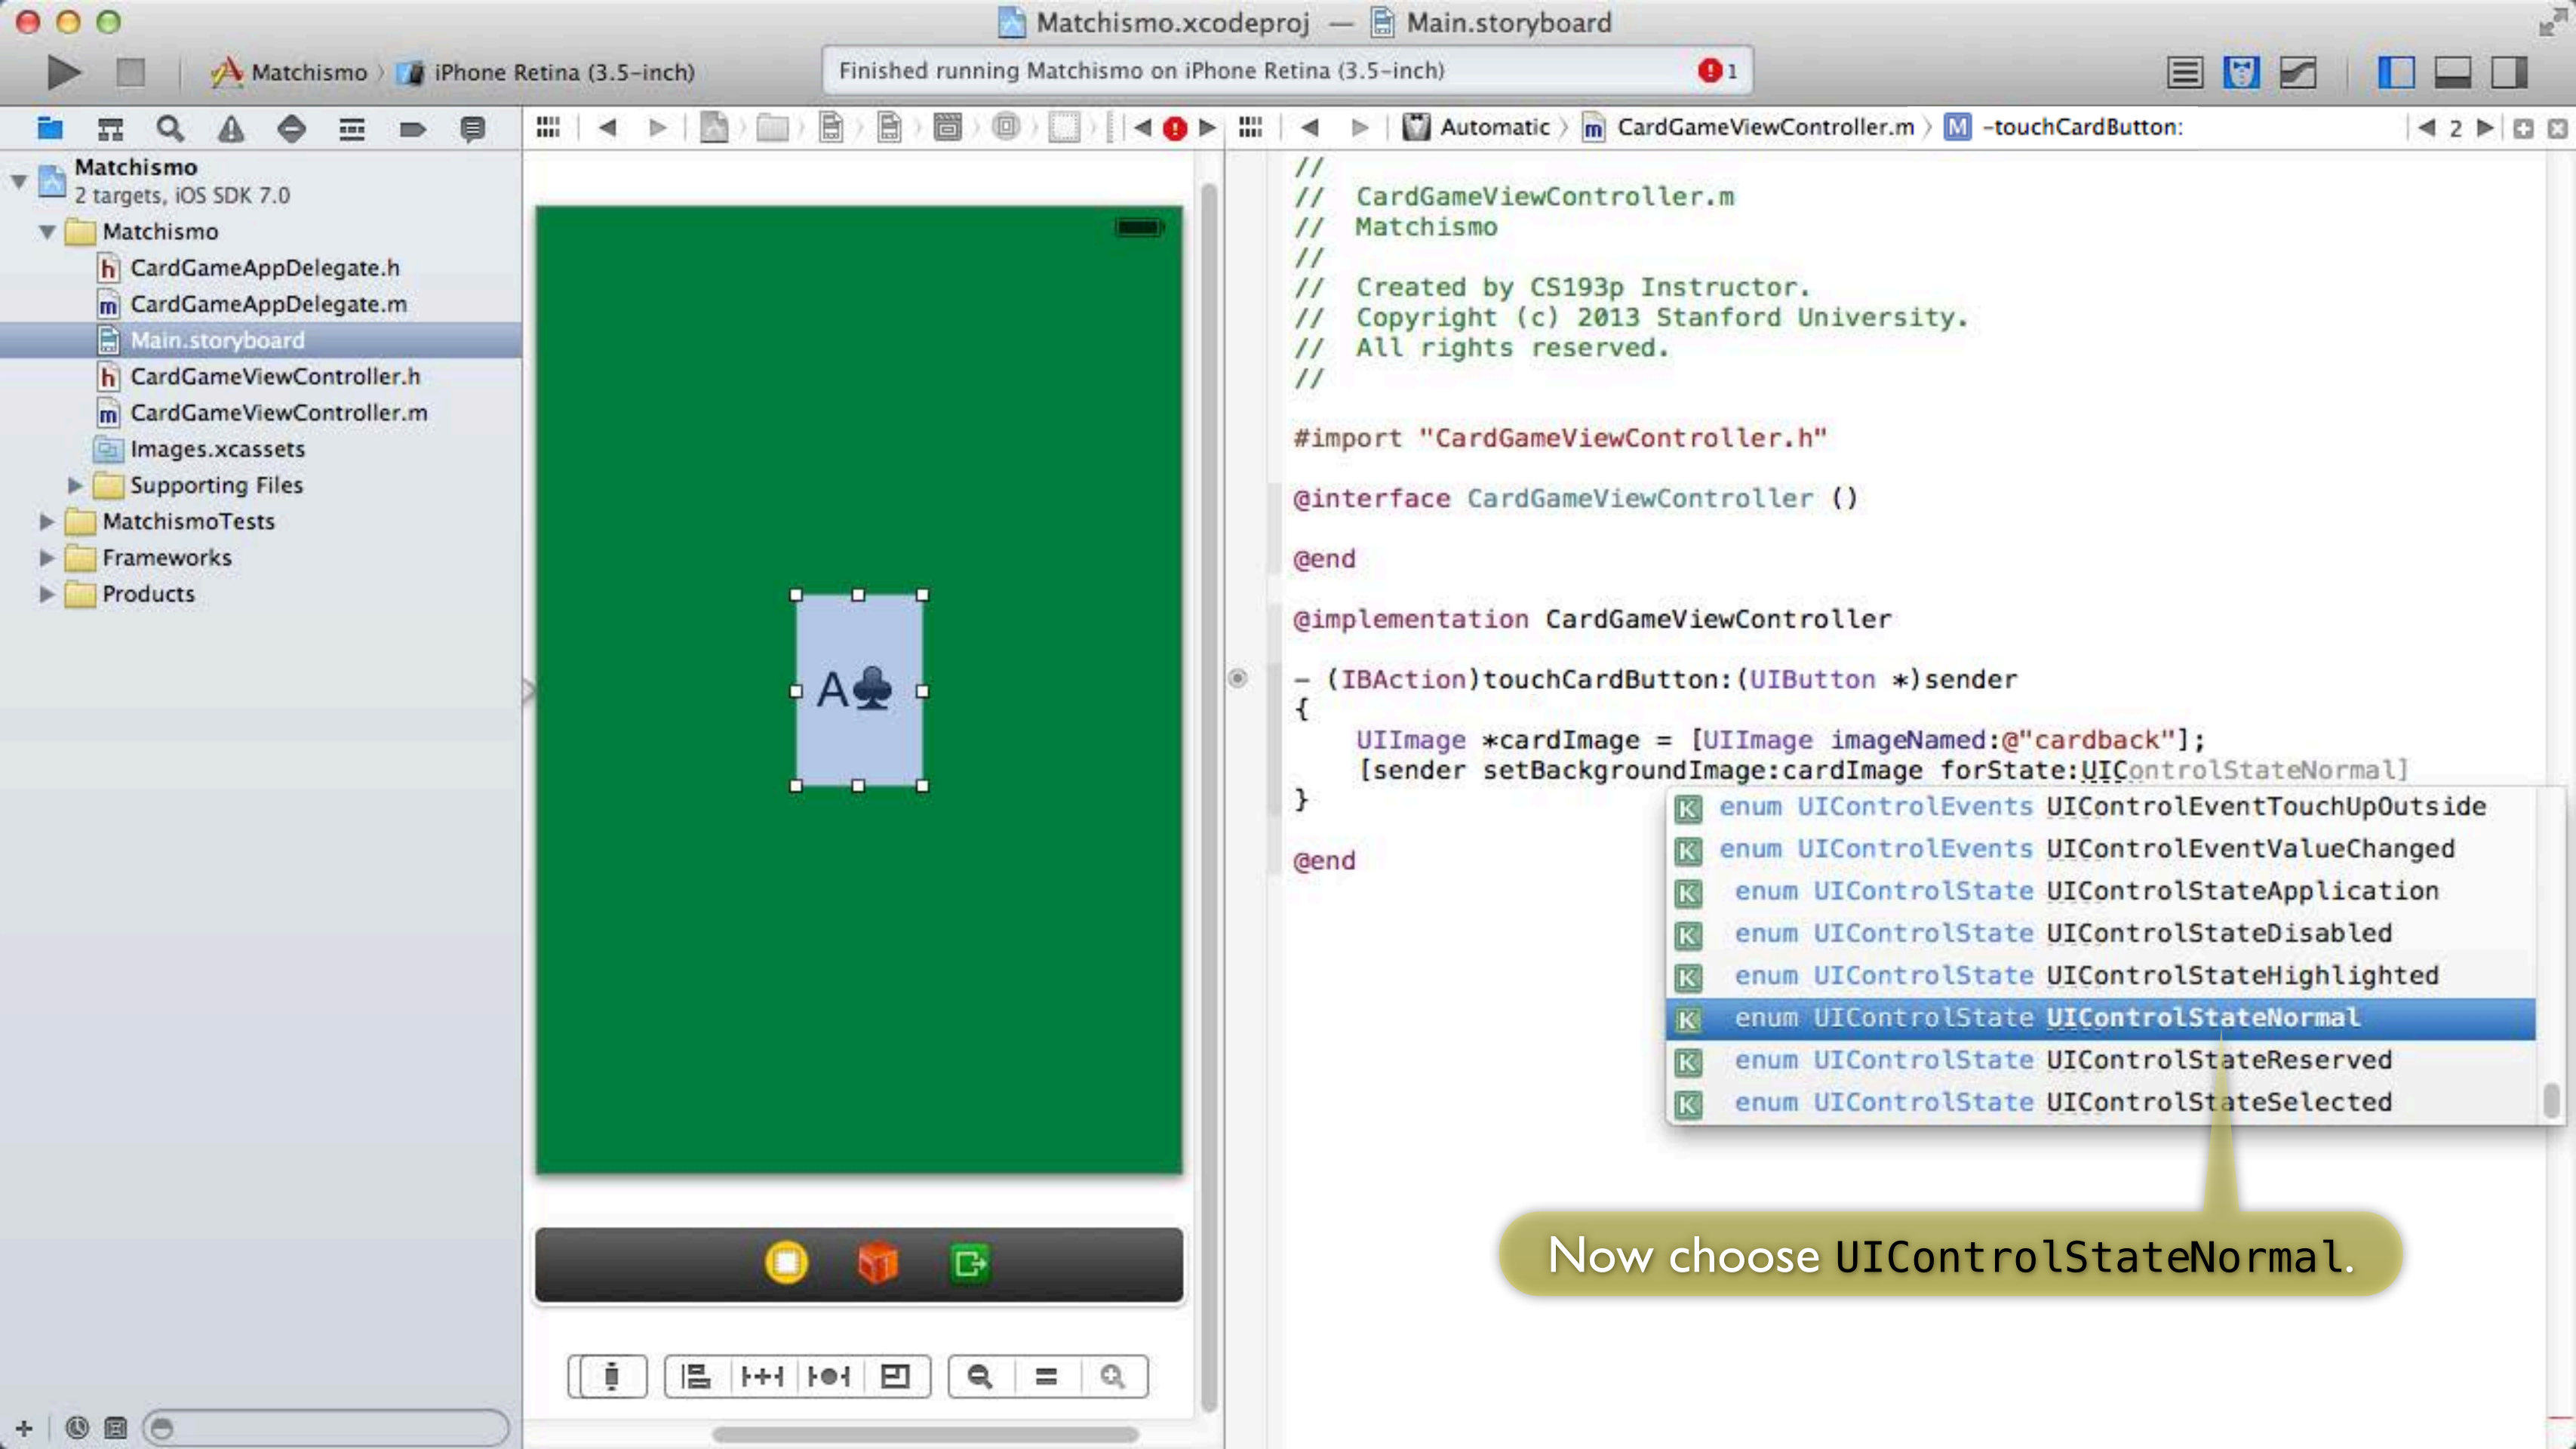 Matchismo.xcodeproj — Main.storyboard
Matchismo
iPhone Retina (3.5-inch)
Finished running Matchismo on iPhone Retina (3.5-inch)
1
Automatic
CardGameViewController.m
M
-touchCardButton:
2
Matchismo
2 targets, iOS SDK 7.0
Matchismo
h CardGameAppDelegate.h
m CardGameAppDelegate.m
Main.storyboard
h CardGameViewController.h
m CardGameViewController.m
Images.xcassets
Supporting Files
MatchismoTests
Frameworks
Products
A♣
//
// CardGameViewController.m
// Matchismo
//
// Created by CS193p Instructor.
// Copyright (c) 2013 Stanford University.
// All rights reserved.
//
#import "CardGameViewController.h"
@interface CardGameViewController ()
@end
@implementation CardGameViewController
- (IBAction)touchCardButton:(UIButton *)sender
{
UIImage *cardImage = [UIImage imageNamed:@"cardback"];
[sender setBackgroundImage:cardImage forState:UIControlStateNormal]
}
@end
K enum UIControlEvents UIControlEventTouchUpOutside
K enum UIControlEvents UIControlEventValueChanged
K enum UIControlState UIControlStateApplication
K enum UIControlState UIControlStateDisabled
K enum UIControlState UIControlStateHighlighted
K enum UIControlState UIControlStateNormal
K enum UIControlState UIControlStateReserved
K enum UIControlState UIControlStateSelected
Now choose UIControlStateNormal.